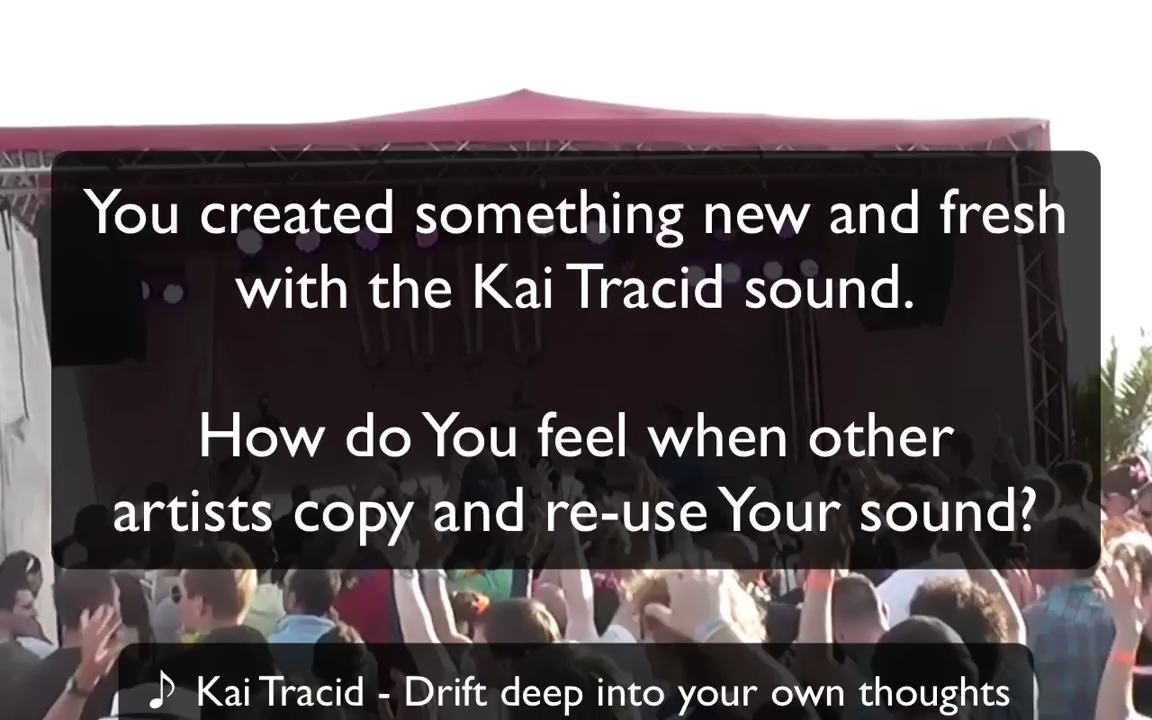 You created something new and fresh
with the Kai Tracid sound.
How do You feel when other
artists copy and re-use Your sound?
♪ Kai Tracid - Drift deep into your own thoughts